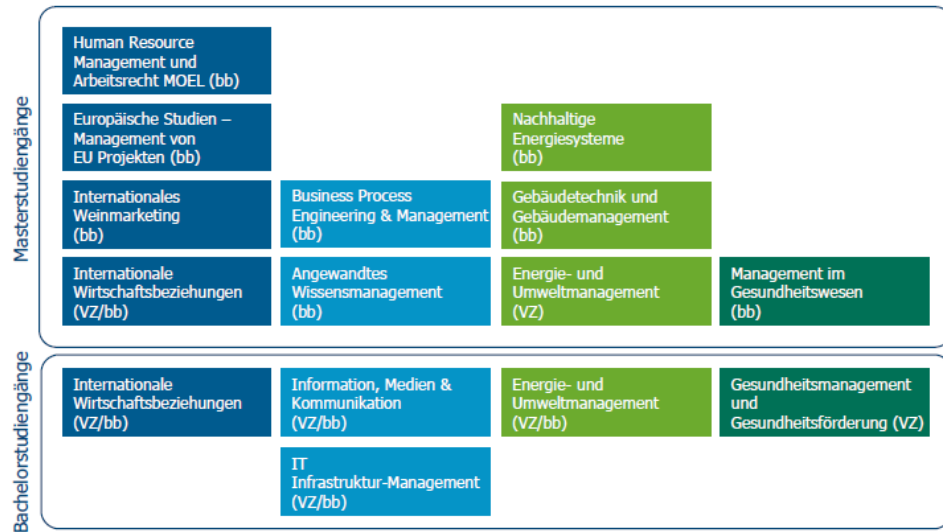 Masterstudiengänge
Human Resource
Management und
Arbeitsrecht MOEL (bb)
Europäische Studien –
Management von
EU Projekten (bb)
Nachhaltige
Energiesysteme
(bb)
Internationales
Weinmarketing
(bb)
Business Process
Engineering & Management
(bb)
Gebäudetechnik und
Gebäudemanagement
(bb)
Internationale
Wirtschaftsbeziehungen
(VZ/bb)
Angewandtes
Wissensmanagement
(bb)
Energie- und
Umweltmanagement
(VZ)
Management im
Gesundheitswesen
(bb)
Bachelorstudiengänge
Internationale
Wirtschaftsbeziehungen
(VZ/bb)
Information, Medien &
Kommunikation
(VZ/bb)
Energie- und
Umweltmanagement
(VZ/bb)
Gesundheitsmanagement
und
Gesundheitsförderung (VZ)
IT
Infrastruktur-Management
(VZ/bb)